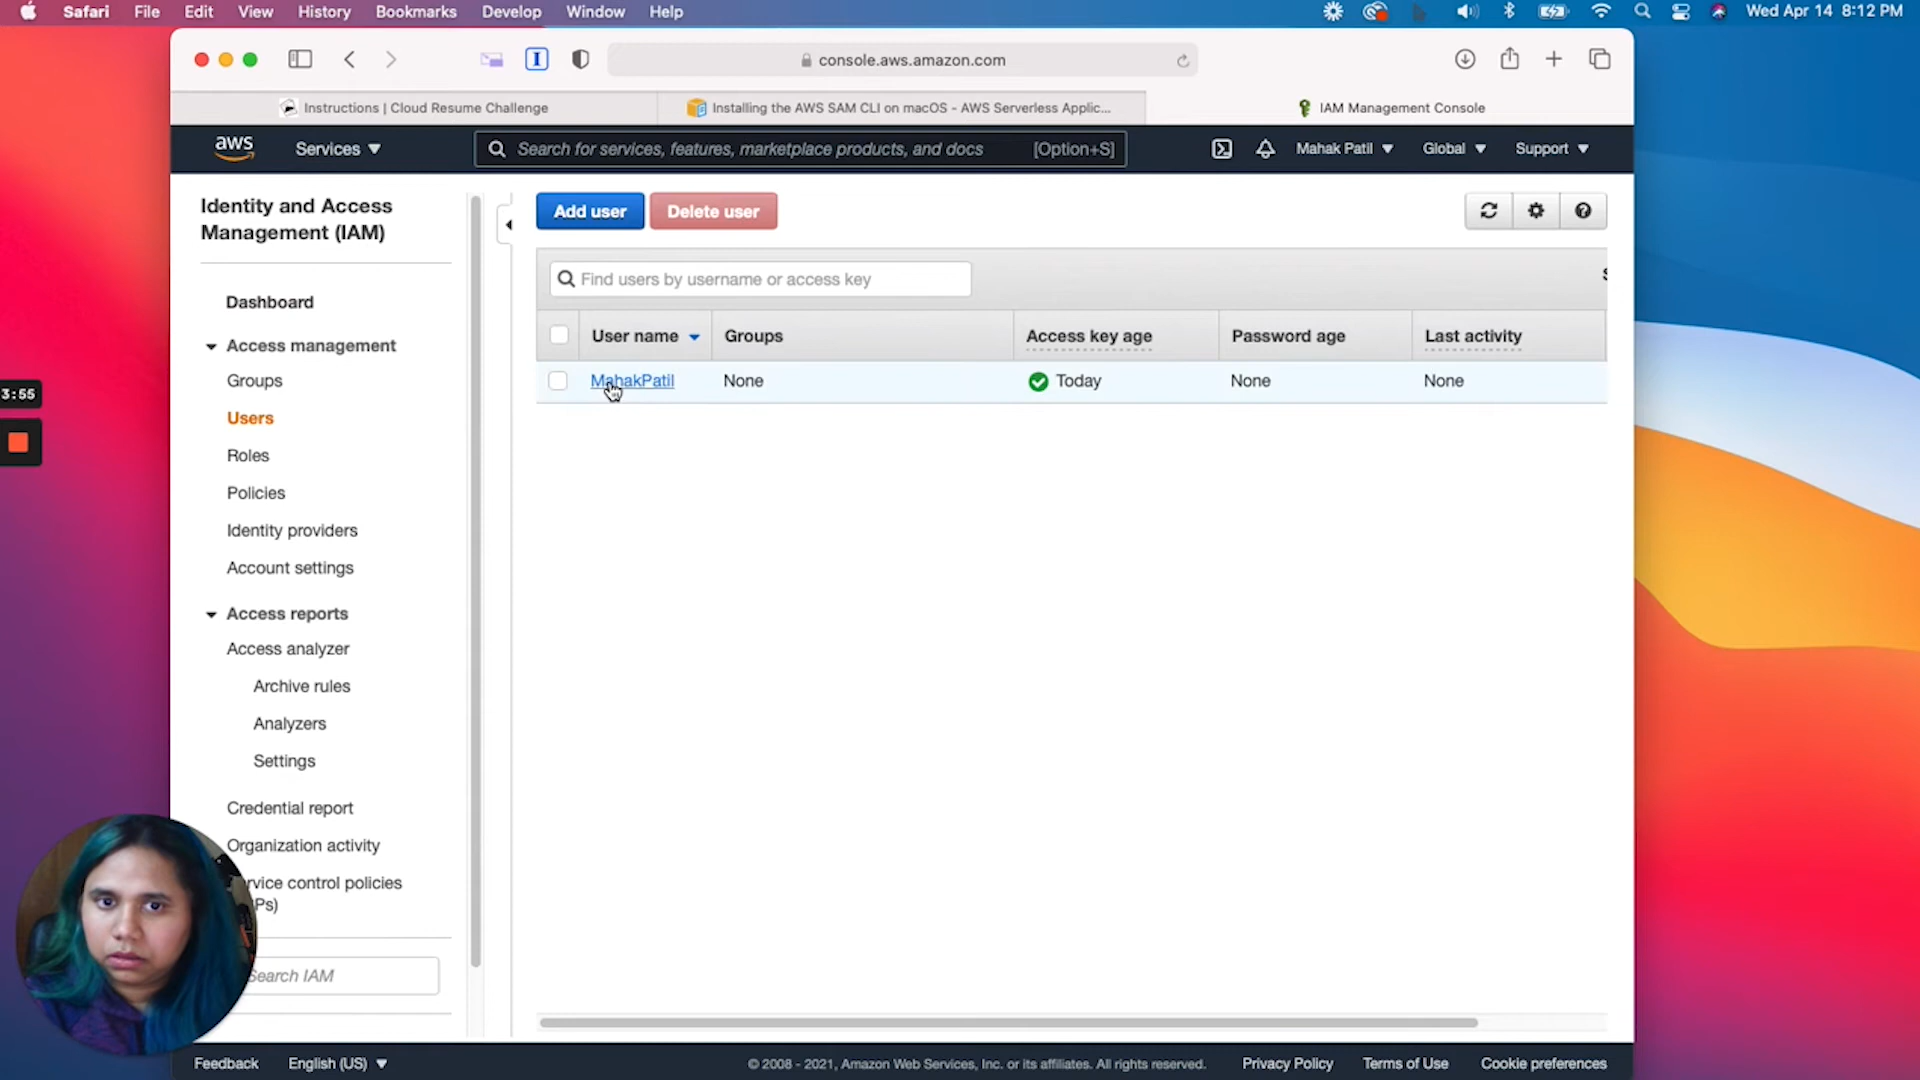 Safari File Edit View History Bookmarks Develop Window Help Wed Apr 14 8:12 PM
console.aws.amazon.com
Instructions | Cloud Resume Challenge
Installing the AWS SAM CLI on macOS - AWS Serverless Applic...
IAM Management Console
aws Services Search for services, features, marketplace products, and docs [Option+S] Mahak Patil Global Support
Identity and Access
Management (IAM)
Dashboard
Access management
Groups
Users
Roles
Policies
Identity providers
Account settings
Access reports
Access analyzer
Archive rules
Analyzers
Settings
Credential report
Organization activity
rvice control policies
Ps)
Search IAM
Add user Delete user
Find users by username or access key
User name Groups Access key age Password age Last activity
MahakPatil None Today None None
3:55
Feedback English (US) © 2008 - 2021, Amazon Web Services, Inc. or its affiliates. All rights reserved. Privacy Policy Terms of Use Cookie preferences